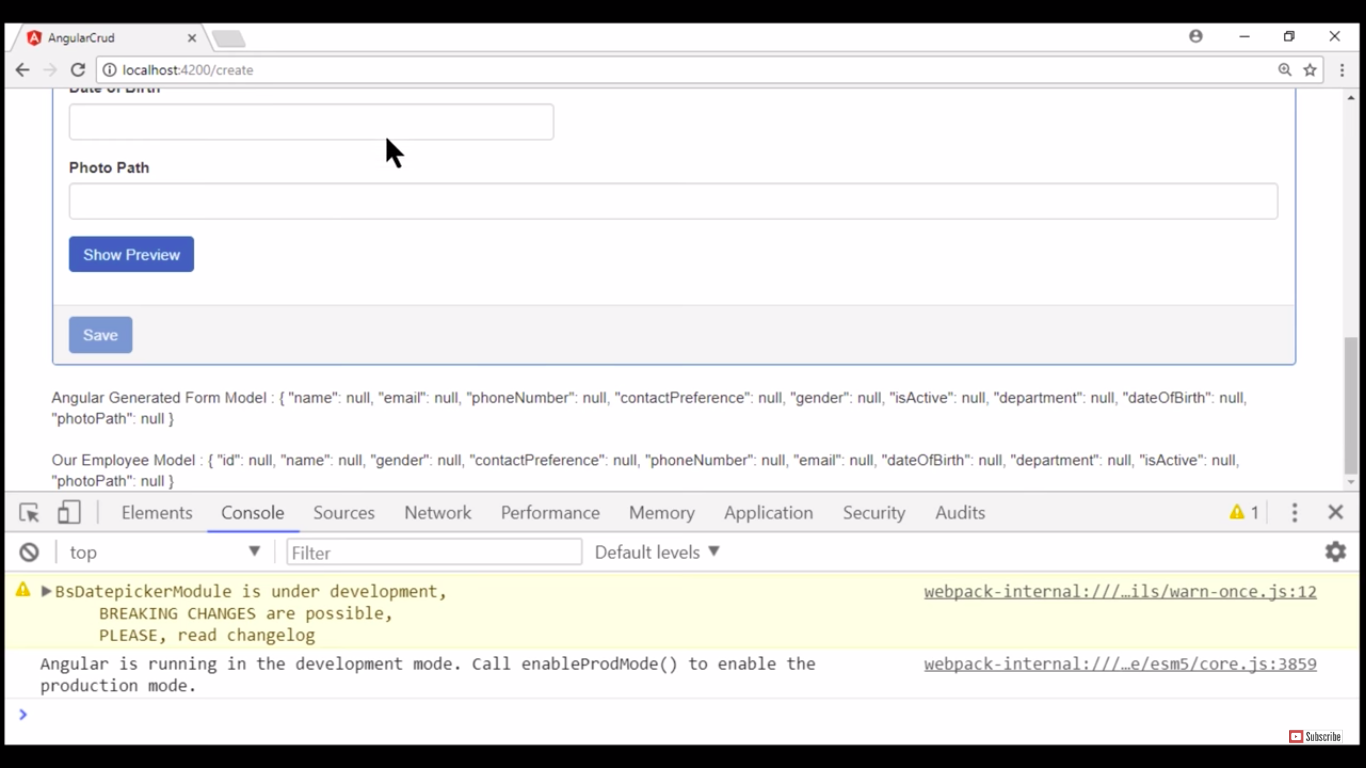 AngularCrud
localhost:4200/create
Date of Birth
Photo Path
Show Preview
Save
Angular Generated Form Model : { "name": null, "email": null, "phoneNumber": null, "contactPreference": null, "gender": null, "isActive": null, "department": null, "dateOfBirth": null,
"photoPath": null }
Our Employee Model : { "id": null, "name": null, "gender": null, "contactPreference": null, "phoneNumber": null, "email": null, "dateOfBirth": null, "department": null, "isActive": null,
"photoPath": null }
Elements Console Sources Network Performance Memory Application Security Audits 1
top Filter Default levels
BsDatepickerModule is under development, webpack-internal:///…ils/warn-once.js:12
BREAKING CHANGES are possible,
PLEASE, read changelog
Angular is running in the development mode. Call enableProdMode() to enable the webpack-internal:///…e/esm5/core.js:3859
production mode.
Subscribe